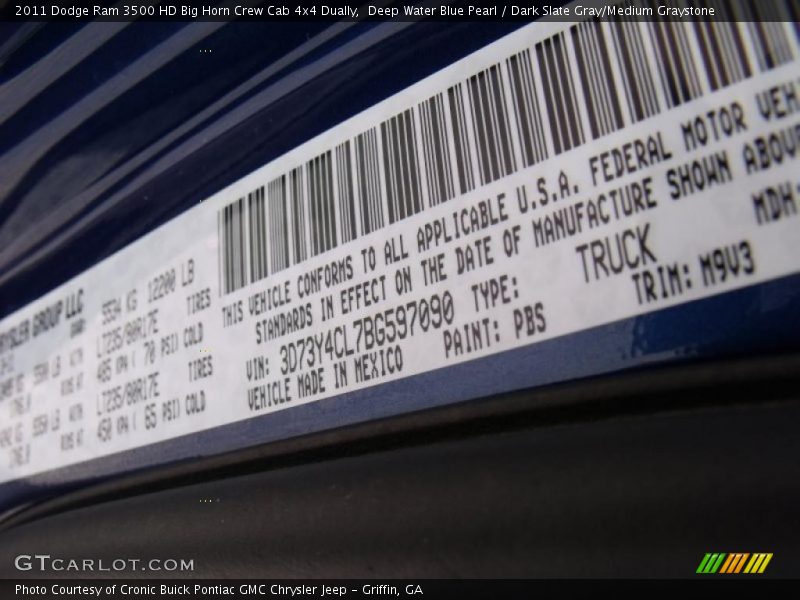 2011 Dodge Ram 3500 HD Big Horn Crew Cab 4x4 Dually, Deep Water Blue Pearl / Dark Slate Gray/Medium Graystone
GROUP LLC
5534 KG 12200 LB
TIRES
LT235/80R17E
485 KPA ( 70 PSI) COLD
TIRES
LT235/80R17E
450 KPA ( 65 PSI) COLD
THIS VEHICLE CONFORMS TO ALL APPLICABLE U.S.A. FEDERAL MOTOR
STANDARDS IN EFFECT ON THE DATE OF MANUFACTURE SHOWN ABOVE
MDH:
VIN: 3D73Y4CL7BG597090 TYPE: TRUCK
VEHICLE MADE IN MEXICO PAINT: PBS TRIM: M9V3
GTCARLOT.COM
Photo Courtesy of Cronic Buick Pontiac GMC Chrysler Jeep - Griffin, GA